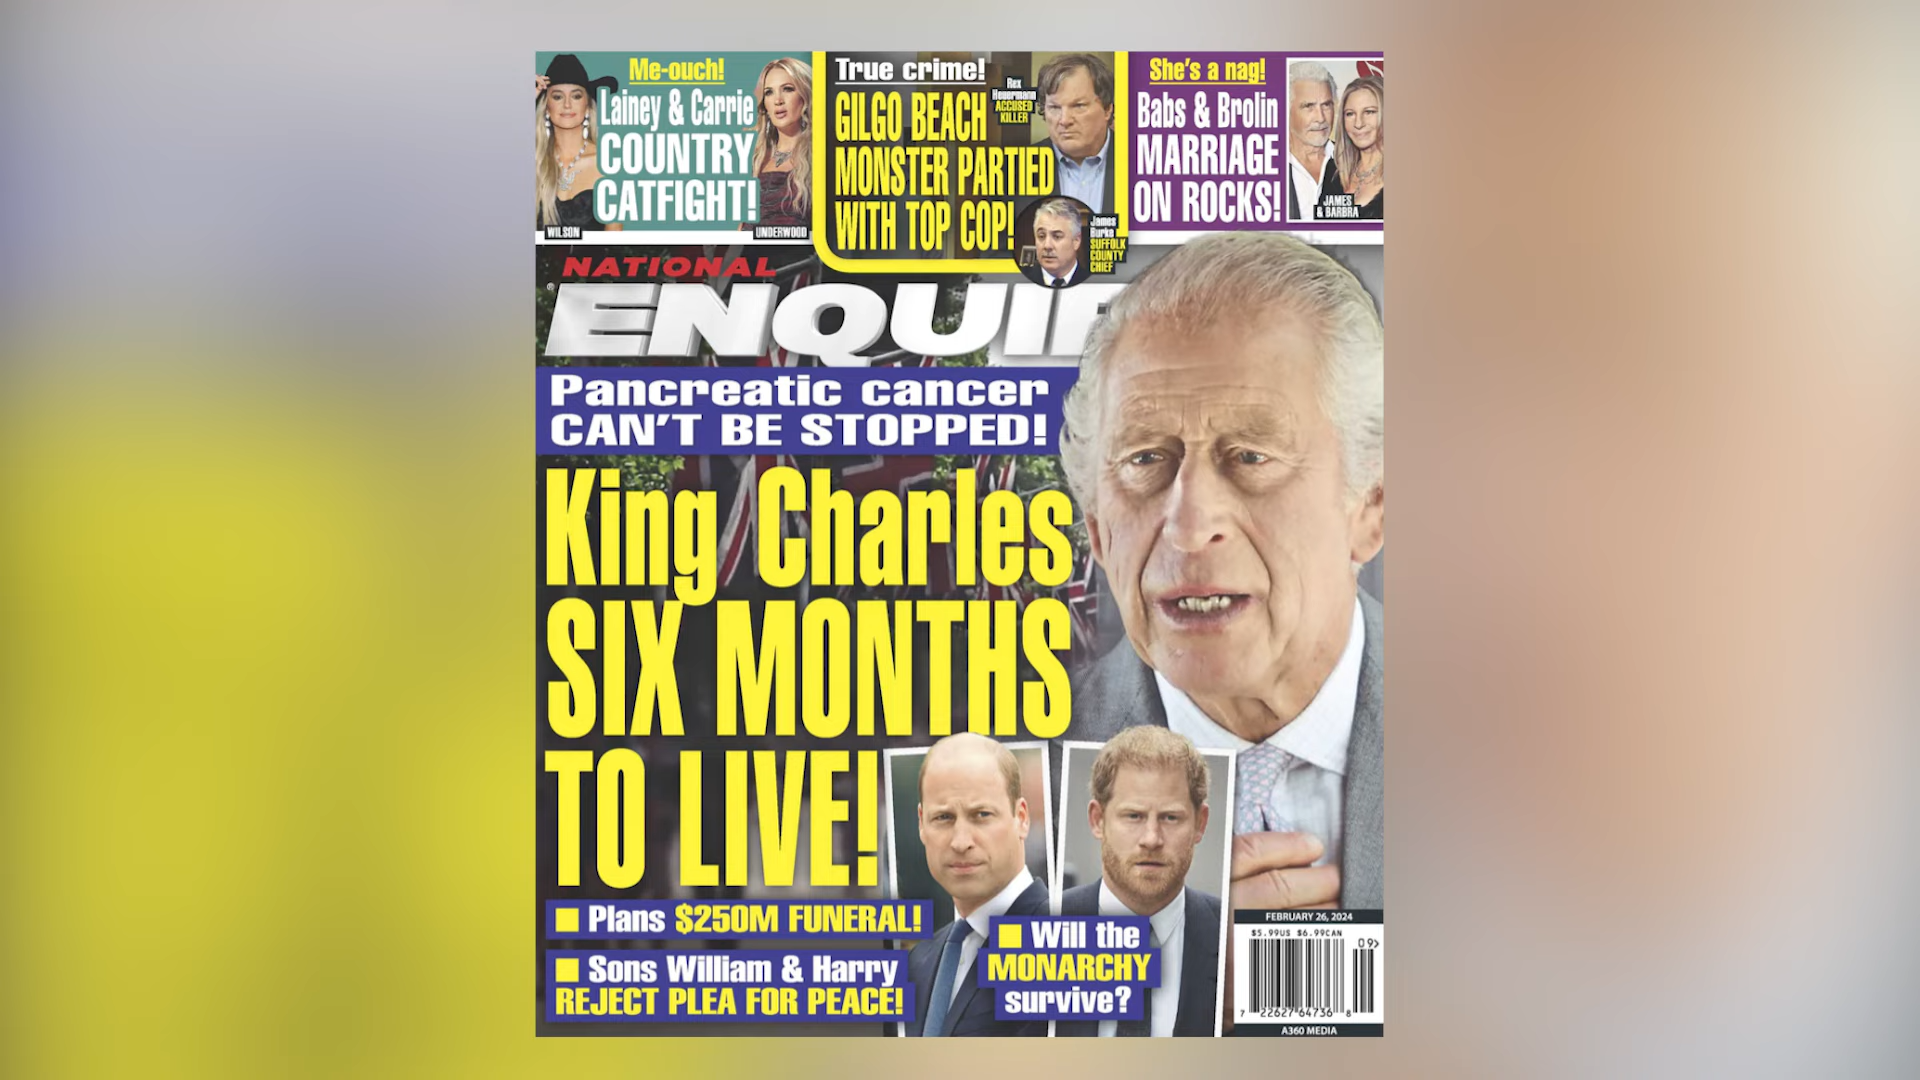 Me-ouch!
Lainey & Carrie
COUNTRY
CATFIGHT!
WILSON
UNDERWOOD
True crime!
GILGO BEACH
MONSTER PARTIED
WITH TOP COP!
Rex
Heuermann
ACCUSED
KILLER
James
Burke
SUFFOLK
COUNTY
CHIEF
She's a nag!
Babs & Brolin
MARRIAGE
ON ROCKS!
JAMES
& BARBRA
NATIONAL
ENQUIR
Pancreatic cancer
CAN'T BE STOPPED!
King Charles
SIX MONTHS
TO LIVE!
Plans $250M FUNERAL!
Sons William & Harry
REJECT PLEA FOR PEACE!
Will the
MONARCHY
survive?
FEBRUARY 26, 2024
$5.99US $6.99CAN
09>
7 22627 64736 8
A360 MEDIA